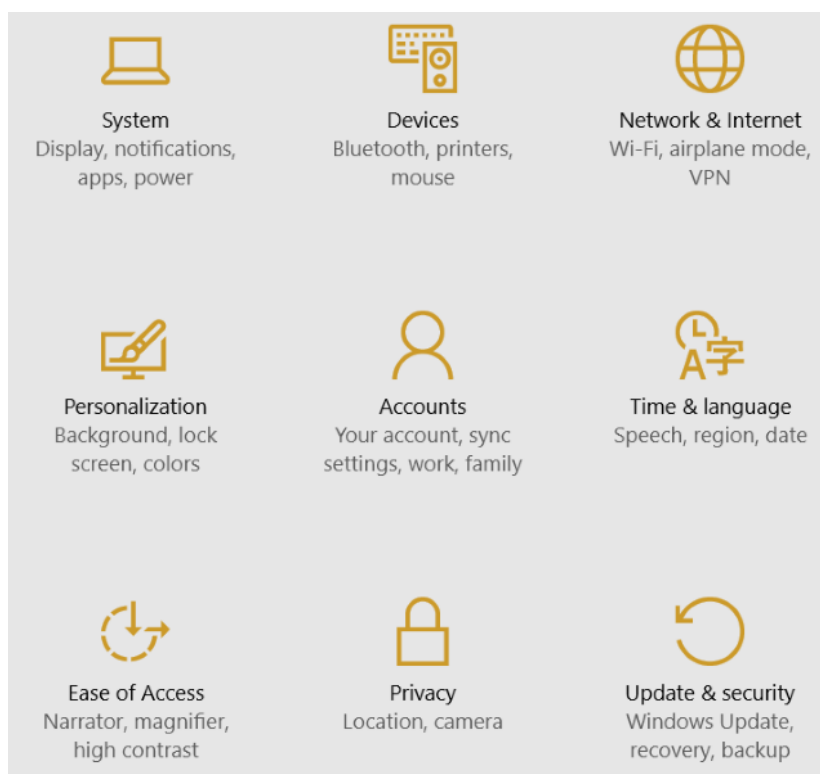 System
Display, notifications,
apps, power
Devices
Bluetooth, printers,
mouse
Network & Internet
Wi-Fi, airplane mode,
VPN
Personalization
Background, lock
screen, colors
Accounts
Your account, sync
settings, work, family
A字
Time & language
Speech, region, date
Ease of Access
Narrator, magnifier,
high contrast
Privacy
Location, camera
Update & security
Windows Update,
recovery, backup